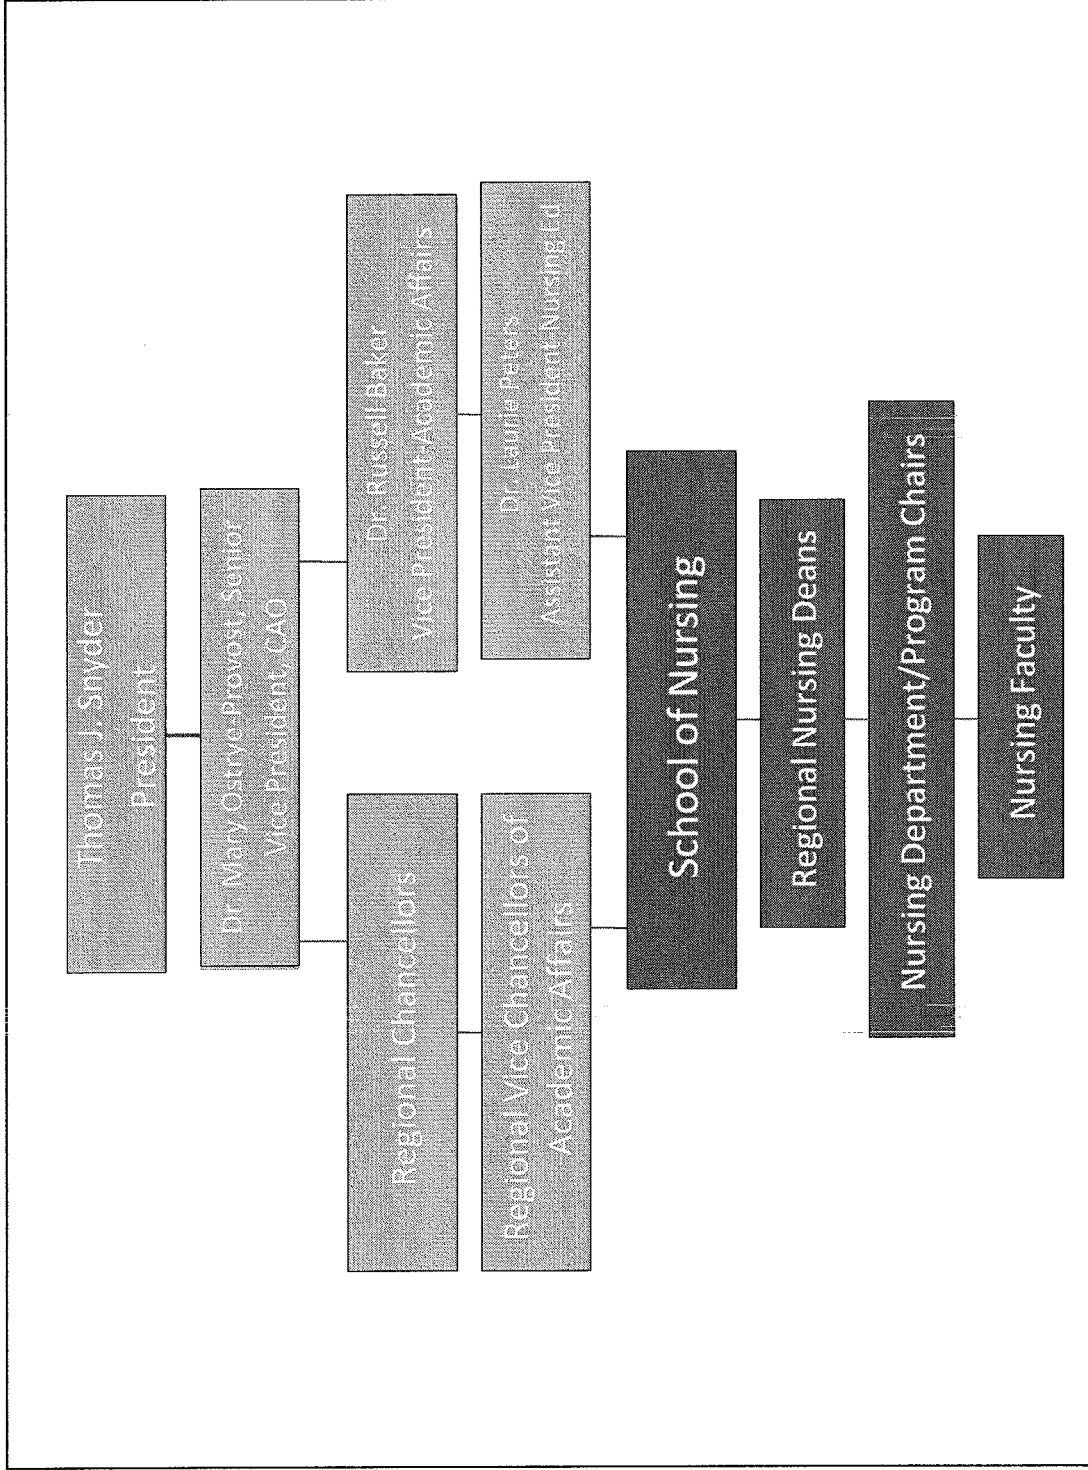 Thomas J. Snyder
President
Dr. Mary Ostrye-Provost, Senior
Vice President, CAO
Regional Chancellors
Dr. Russell Baker
Vice President Academic Affairs
Regional Vice Chancellors of
Academic Affairs
Dr. Laurie Peters
Assistant Vice President Nursing Ed
School of Nursing
Regional Nursing Deans
Nursing Department/Program Chairs
Nursing Faculty